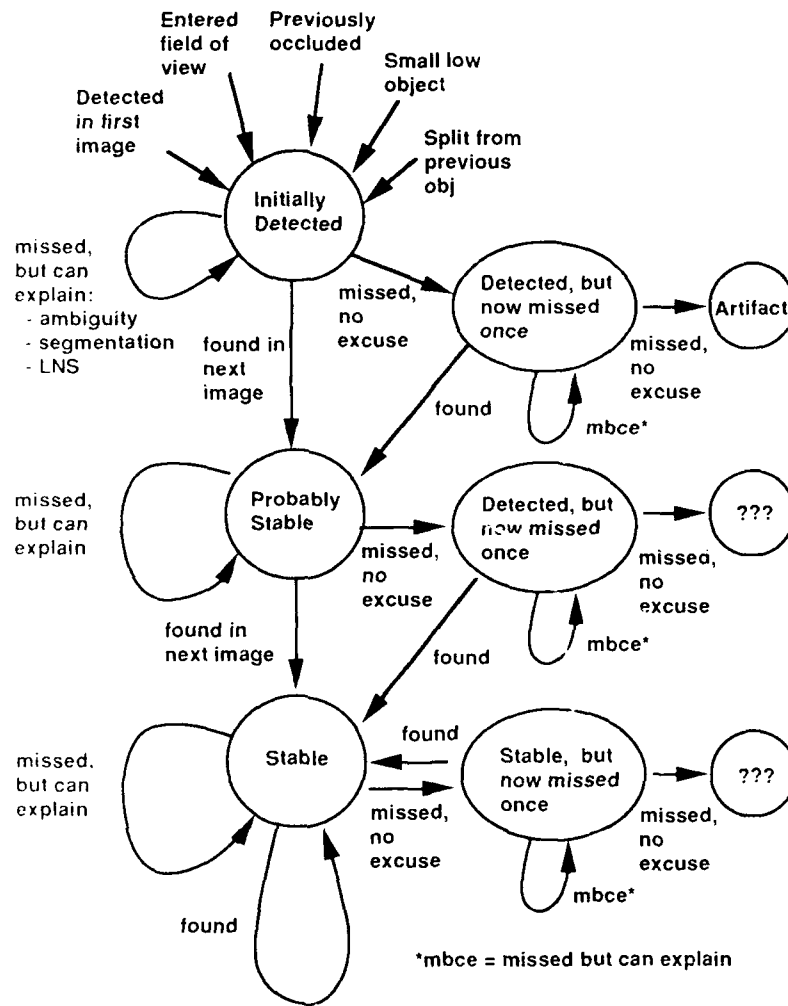 Entered
field of
view
Previously
occluded
Small low
object
Detected
in first
image
Split from
previous
obj
Initially
Detected
missed,
but can
explain:
- ambiguity
- segmentation
- LNS
missed,
no
excuse
Detected, but
now missed
once
Artifact
missed,
no
excuse
found in
next
image
found
mbce*
missed,
but can
explain
Probably
Stable
missed,
no
excuse
Detected, but
now missed
once
???
missed,
no
excuse
found in
next image
found
mbce*
missed.
but can
explain
Stable
found
missed,
no
excuse
Stable, but
now missed
once
???
missed,
no
excuse
found
mbce*
*mbce = missed but can explain